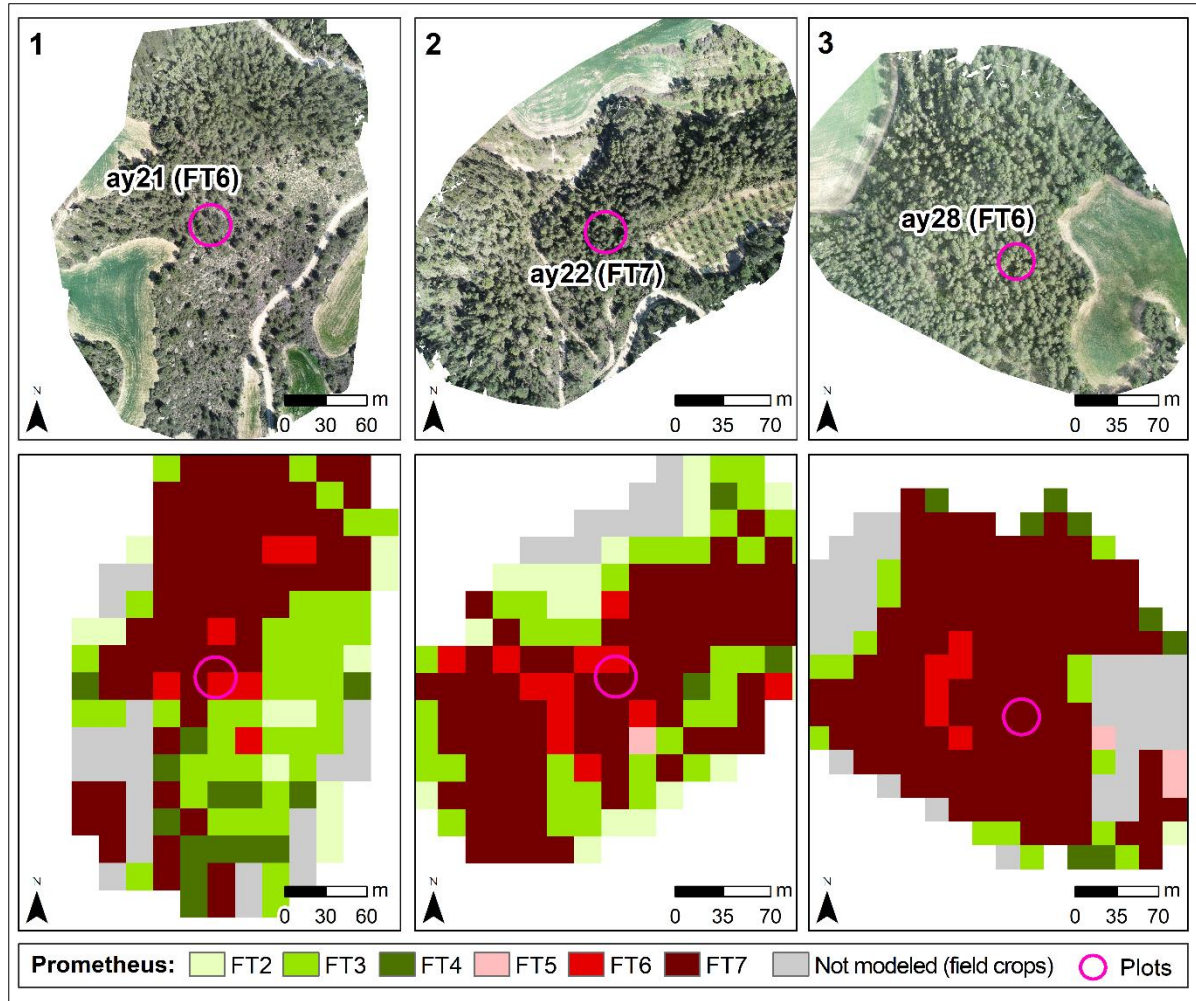 1
ay21 (FT6)
N
m
0 30 60
2
ay22 (FT7)
N
m
0 35 70
3
ay28 (FT6)
N
m
0 35 70
N
m
0 30 60
N
m
0 35 70
N
m
0 35 70
Prometheus: FT2 FT3 FT4 FT5 FT6 FT7 Not modeled (field crops) Plots